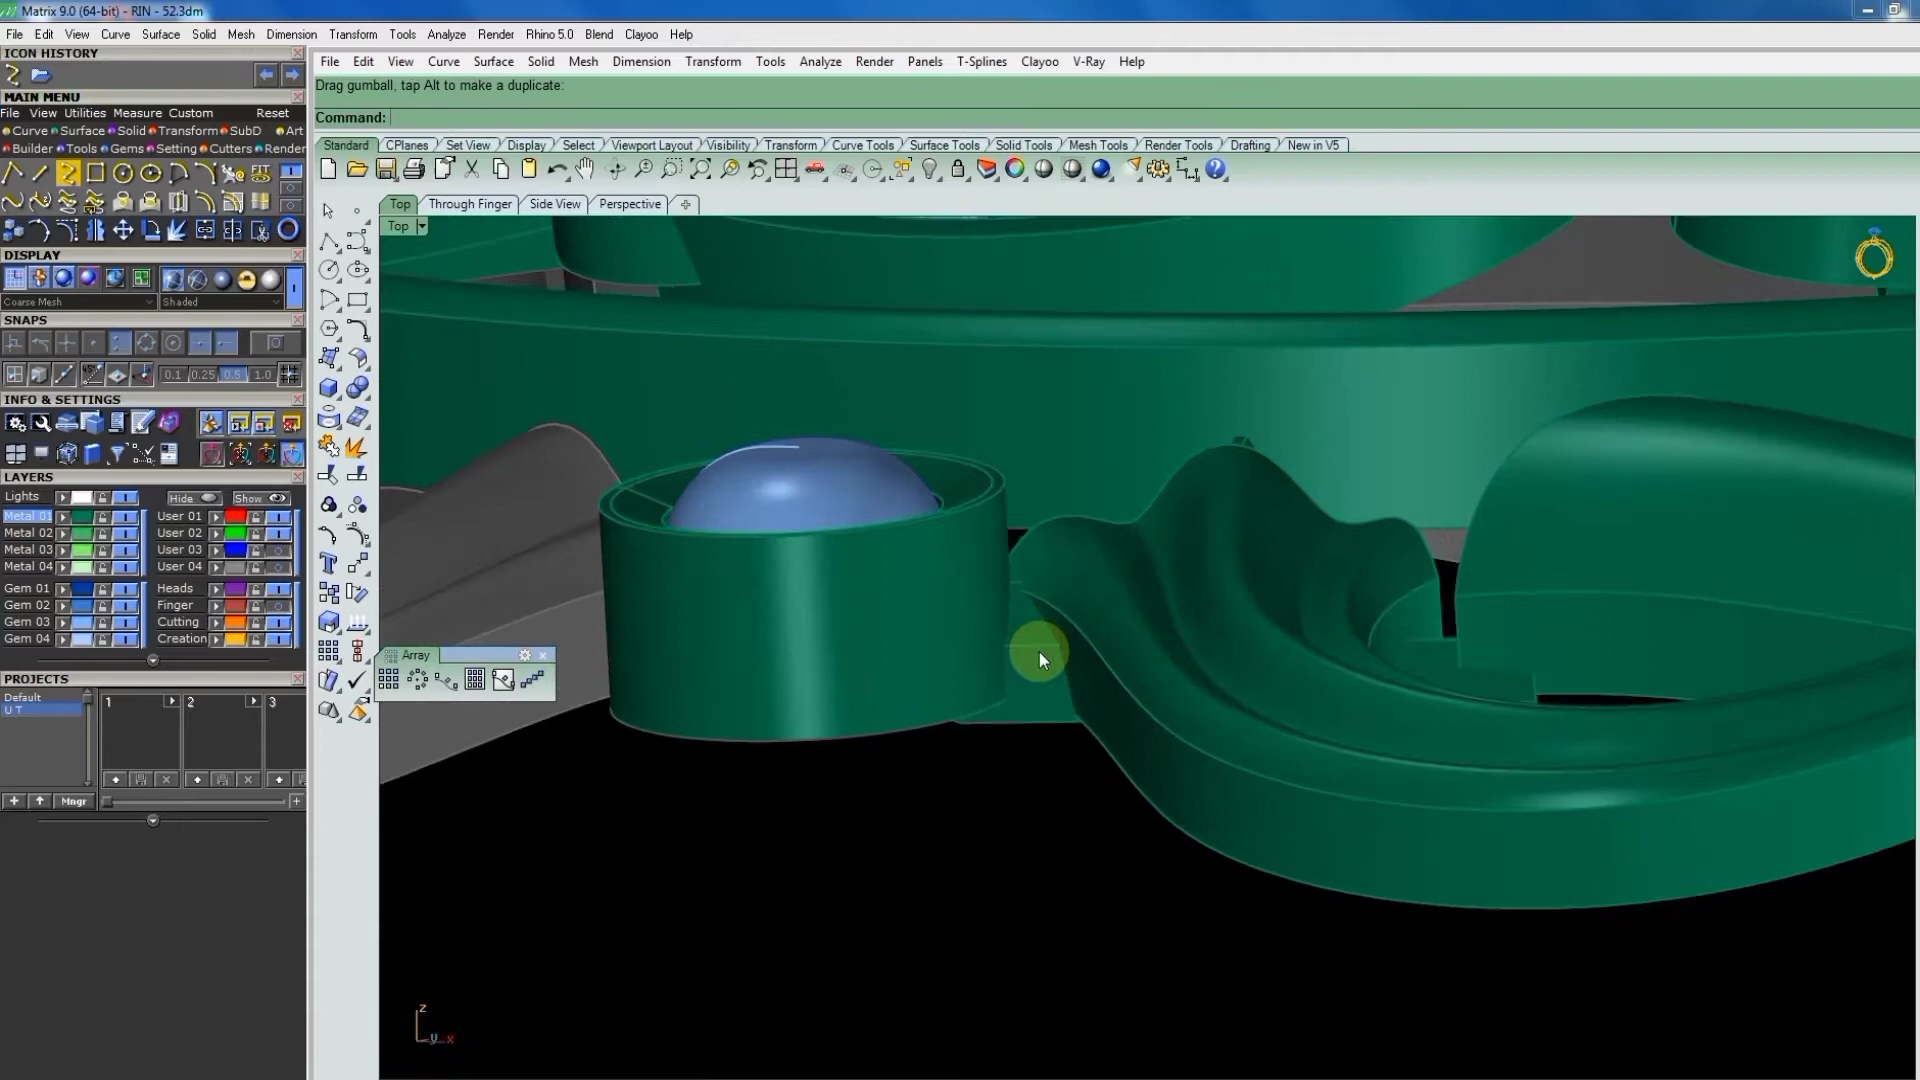 Matrix 9.0 (64-bit) - RIN - 52.3dm
File Edit View Curve Surface Solid Mesh Dimension Transform Tools Analyze Render Rhino 5.0 Blend Clayoo Help
ICON HISTORY
MAIN MENU
File View Utilities Measure Custom Reset
Curve Surface Solid Transform SubD Art
Builder Tools Gems Setting Cutters Render
FIT
DISPLAY
Coarse Mesh Shaded
SNAPS
0.1 0.25 0.5 1.0
INFO & SETTINGS
LAYERS
Lights Hide Show
Metal 01 User 01
Metal 02 User 02
Metal 03 User 03
Metal 04 User 04
Gem 01 Heads
Gem 02 Finger
Gem 03 Cutting
Gem 04 Creation
PROJECTS
Default
U T
1 2 3
Mngr
File Edit View Curve Surface Solid Mesh Dimension Transform Tools Analyze Render Panels T-Splines Clayoo V-Ray Help
Drag gumball, tap Alt to make a duplicate:
Command:
Standard CPlanes Set View Display Select Viewport Layout Visibility Transform Curve Tools Surface Tools Solid Tools Mesh Tools Render Tools Drafting New in V5
Top Through Finger Side View Perspective
Top
Array
z
y x